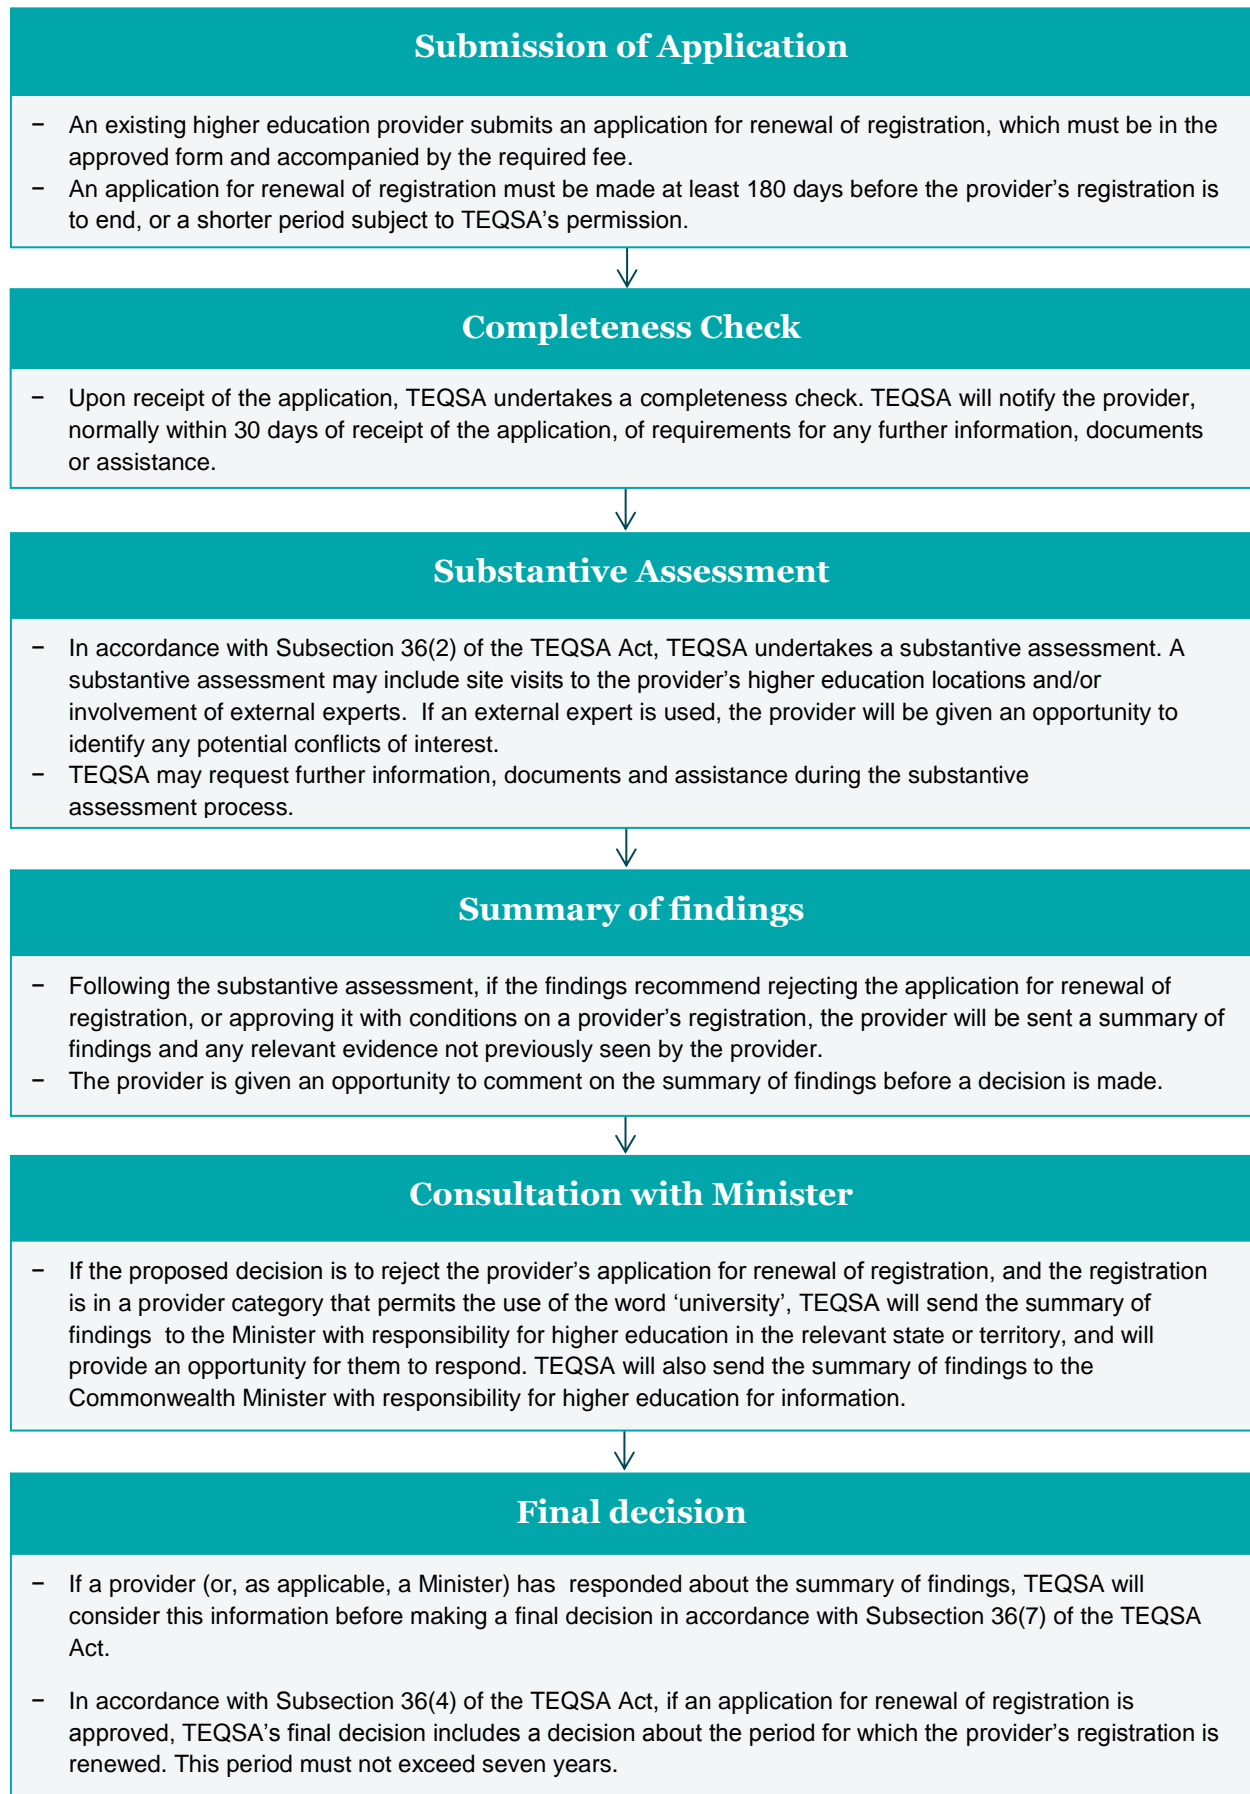 Submission of Application
− An existing higher education provider submits an application for renewal of registration, which must be in the
approved form and accompanied by the required fee.
− An application for renewal of registration must be made at least 180 days before the provider’s registration is
to end, or a shorter period subject to TEQSA’s permission.
Completeness Check
− Upon receipt of the application, TEQSA undertakes a completeness check. TEQSA will notify the provider,
normally within 30 days of receipt of the application, of requirements for any further information, documents
or assistance.
Substantive Assessment
− In accordance with Subsection 36(2) of the TEQSA Act, TEQSA undertakes a substantive assessment. A
substantive assessment may include site visits to the provider’s higher education locations and/or
involvement of external experts.  If an external expert is used, the provider will be given an opportunity to
identify any potential conflicts of interest.
− TEQSA may request further information, documents and assistance during the substantive
assessment process.
Summary of findings
− Following the substantive assessment, if the findings recommend rejecting the application for renewal of
registration, or approving it with conditions on a provider’s registration, the provider will be sent a summary of
findings and any relevant evidence not previously seen by the provider.
− The provider is given an opportunity to comment on the summary of findings before a decision is made.
Consultation with Minister
− If the proposed decision is to reject the provider’s application for renewal of registration, and the registration
is in a provider category that permits the use of the word ‘university’, TEQSA will send the summary of
findings  to the Minister with responsibility for higher education in the relevant state or territory, and will
provide an opportunity for them to respond. TEQSA will also send the summary of findings to the
Commonwealth Minister with responsibility for higher education for information.
Final decision
− If a provider (or, as applicable, a Minister) has  responded about the summary of findings, TEQSA will
consider this information before making a final decision in accordance with Subsection 36(7) of the TEQSA
Act.
− In accordance with Subsection 36(4) of the TEQSA Act, if an application for renewal of registration is
approved, TEQSA’s final decision includes a decision about the period for which the provider’s registration is
renewed. This period must not exceed seven years.